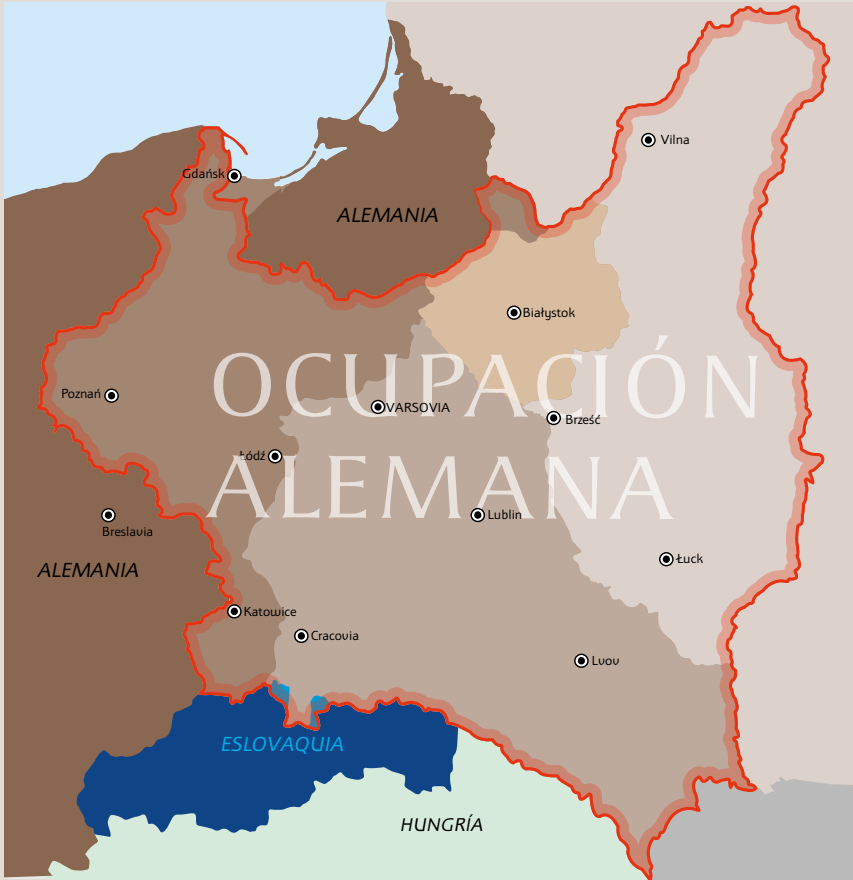 Vilna
Gdańsk
ALEMANIA
Białystok
OCUPACIÓN
Poznań
VARSOVIA
Brześć
Łódź
ALEMANA
Lublin
Breslavia
ALEMANIA
Łuck
Katowice
Cracovia
Lvov
ESLOVAQUIA
HUNGRÍA